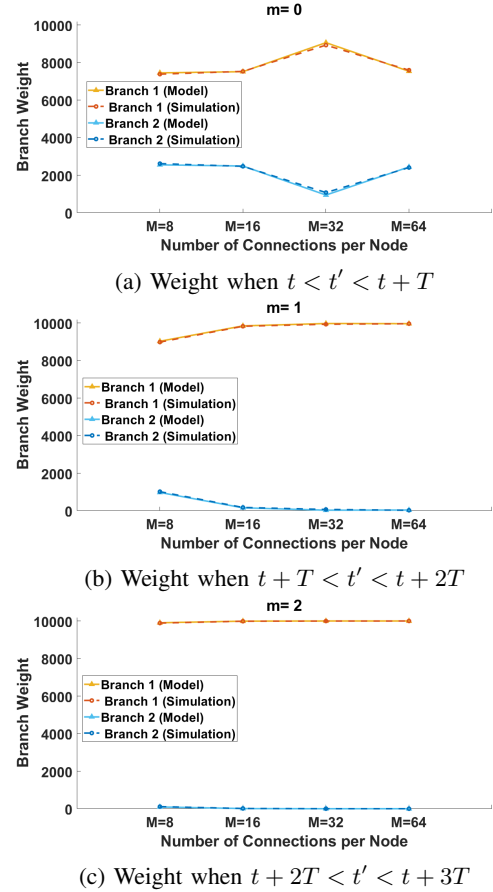 m= 0
10000
8000
6000
4000
2000
0
Branch Weight
Branch 1 (Model)
Branch 1 (Simulation)
Branch 2 (Model)
Branch 2 (Simulation)
M=8 M=16 M=32 M=64
Number of Connections per Node
(a) Weight when t < t′ < t + T
m= 1
10000
8000
6000
4000
2000
0
Branch Weight
Branch 1 (Model)
Branch 1 (Simulation)
Branch 2 (Model)
Branch 2 (Simulation)
M=8 M=16 M=32 M=64
Number of Connections per Node
(b) Weight when t + T < t′ < t + 2T
m= 2
10000
8000
6000
4000
2000
0
Branch Weight
Branch 1 (Model)
Branch 1 (Simulation)
Branch 2 (Model)
Branch 2 (Simulation)
M=8 M=16 M=32 M=64
Number of Connections per Node
(c) Weight when t + 2T < t′ < t + 3T